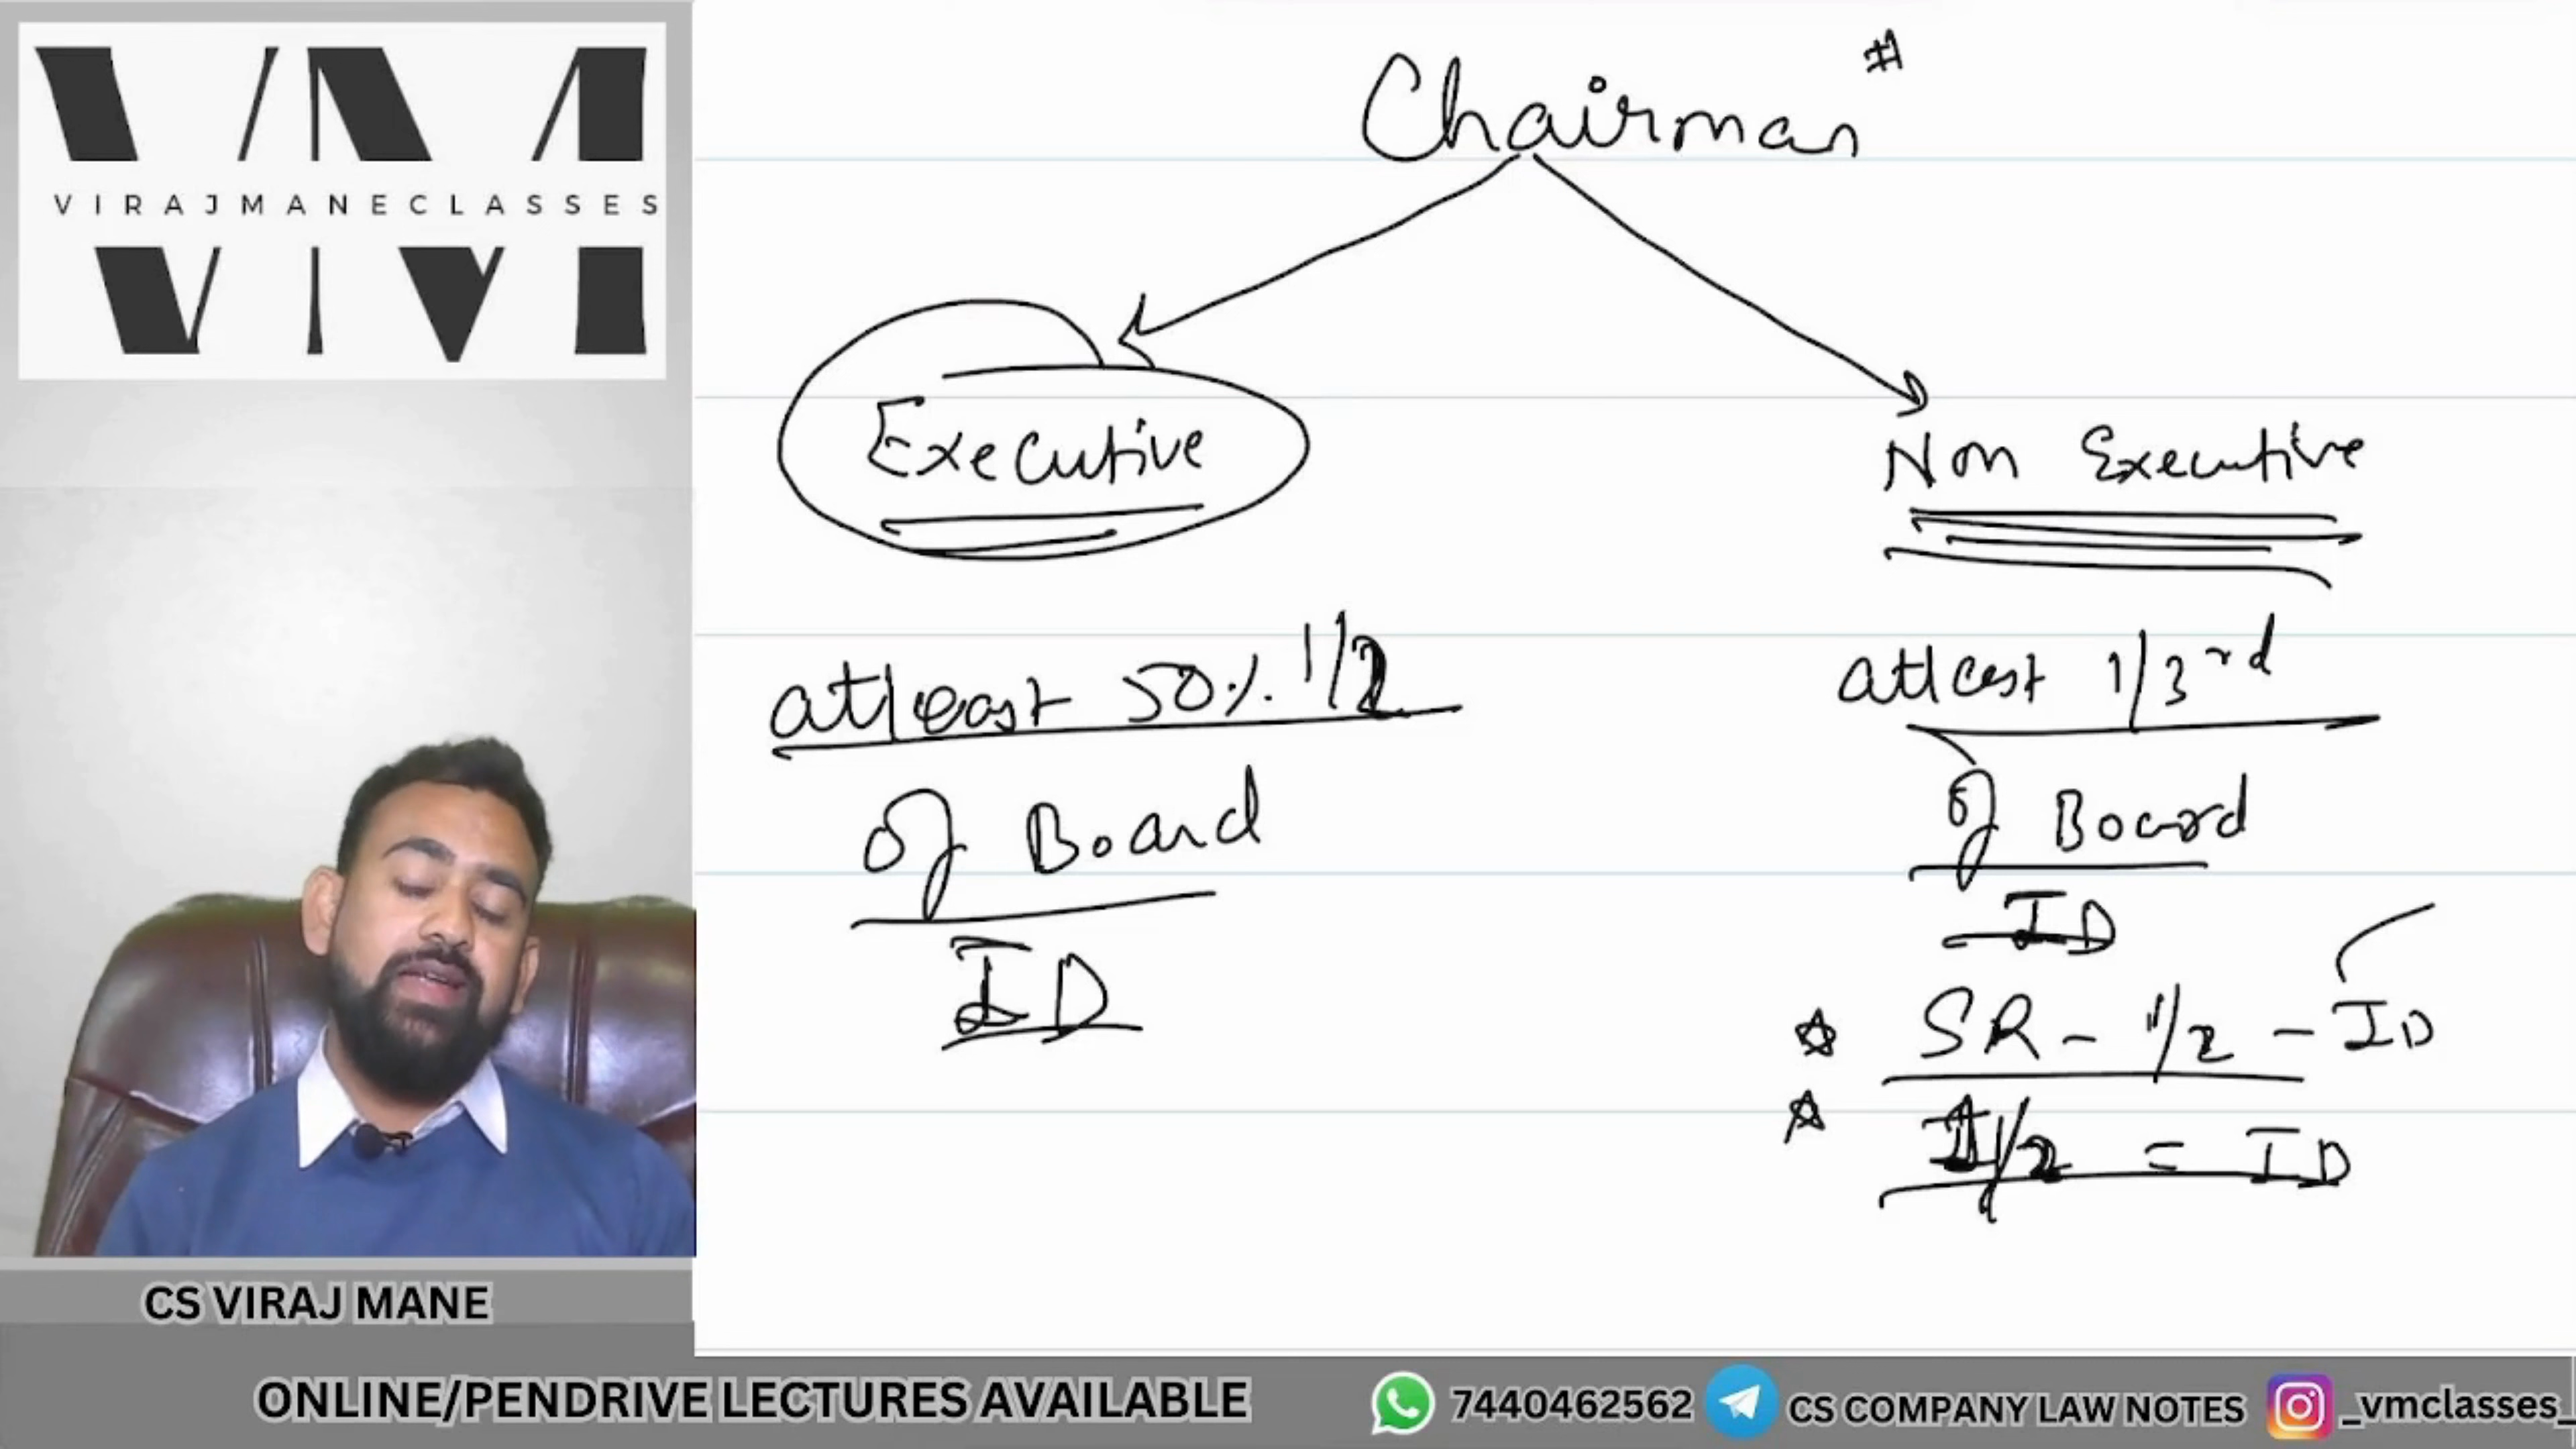 VIRAJMANECLASSES
Chairman #
Executive
Non Executive
atleast 50% 1/2
of Board
ID
atleast 1/3rd
of Board
ID
SR - 1/2 - ID
1/2 = ID
CS VIRAJ MANE
ONLINE/PENDRIVE LECTURES AVAILABLE
7440462562
CS COMPANY LAW NOTES
_vmclasses_